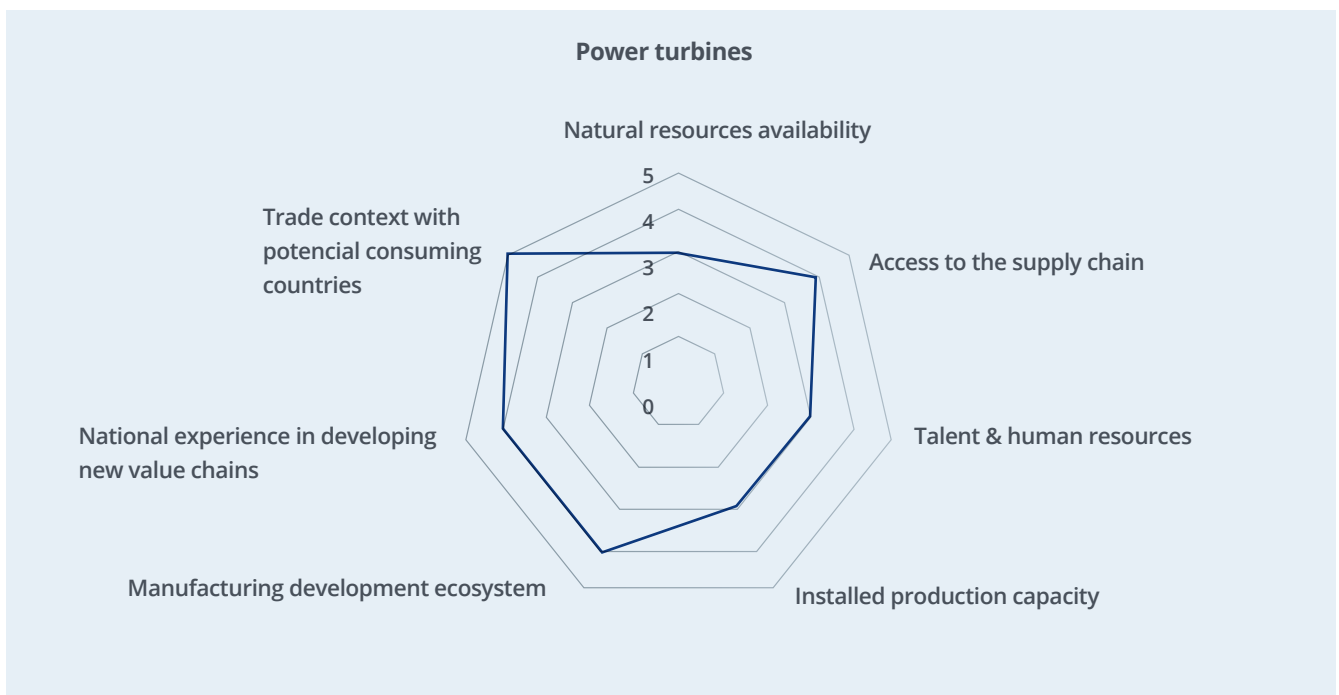 Power turbines
Natural resources availability
5
4
3
2
1
0
Trade context with
potencial consuming
countries
Access to the supply chain
National experience in developing
new value chains
Talent & human resources
Manufacturing development ecosystem
Installed production capacity